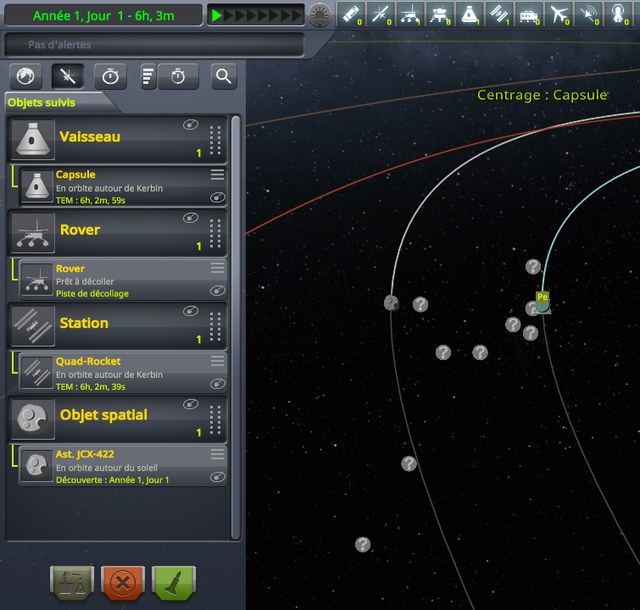 Année 1, Jour 1 - 6h, 3m
0 0 0 8 1 1 0 0 0 0
Pas d'alertes
Objets suivis
Centrage : Capsule
Vaisseau
1
Capsule
En orbite autour de Kerbin
TEM : 6h, 2m, 59s
Rover
1
Rover
Prêt à décoller
Piste de décollage
Station
1
Quad-Rocket
En orbite autour de Kerbin
TEM : 6h, 2m, 39s
Objet spatial
1
Ast. JCX-422
En orbite autour du soleil
Découverte : Année 1, Jour 1
?
Pe
? ?
? ?
? ?
?
?